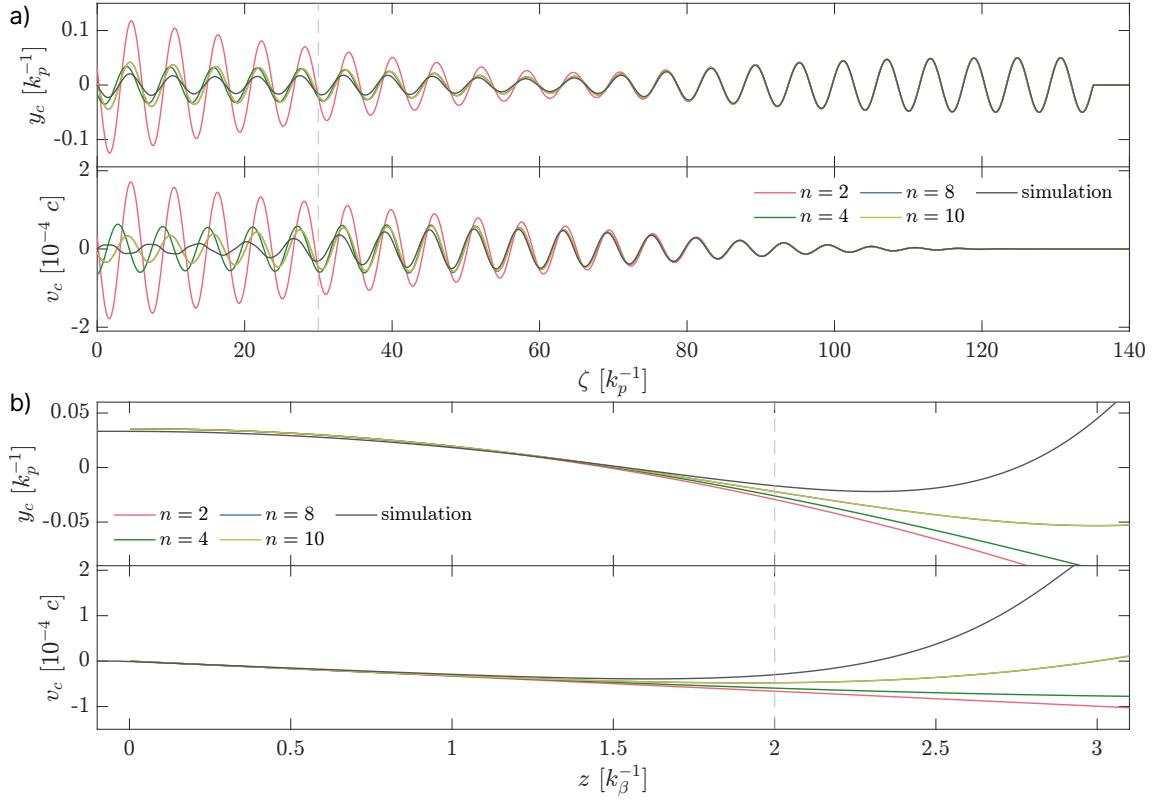 a)
0.1
0
-0.1
y_c [k_p^{-1}]
2
0
-2
v_c [10^{-4} c]
n = 2 n = 8 simulation
n = 4 n = 10
0 20 40 60 80 100 120 140
ζ [k_p^{-1}]
b)
0.05
0
-0.05
y_c [k_p^{-1}]
n = 2 n = 8 simulation
n = 4 n = 10
2
1
0
-1
v_c [10^{-4} c]
0 0.5 1 1.5 2 2.5 3
z [k_β^{-1}]